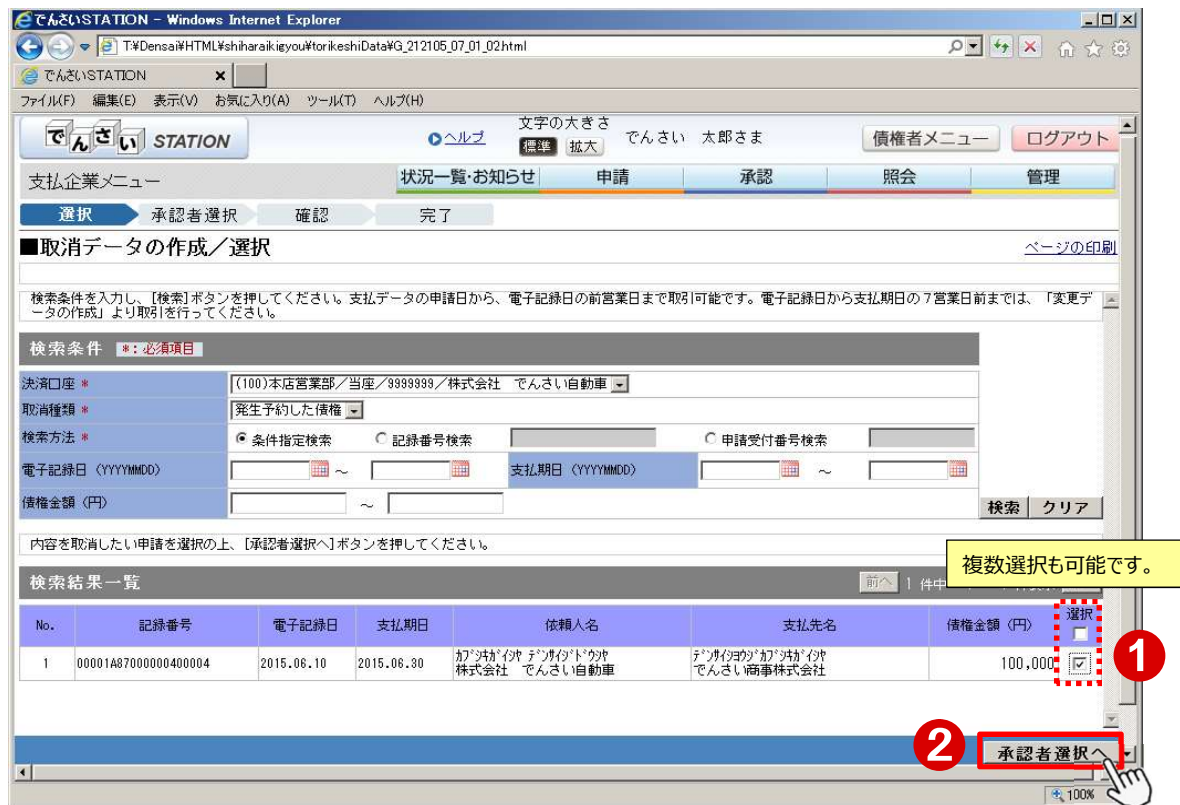 でんさいSTATION - Windows Internet Explorer
T:¥Densai¥HTML¥shiharaikigyou¥torikeshiData¥G_212105_07_01_02.html
でんさいSTATION
ファイル(F) 編集(E) 表示(V) お気に入り(A) ツール(T) ヘルプ(H)
でんさい STATION
ヘルプ
文字の大きさ
標準 拡大
でんさい 太郎さま
債権者メニュー
ログアウト
支払企業メニュー
状況一覧･お知らせ 申請 承認 照会 管理
選択 承認者選択 確認 完了
■取消データの作成／選択
ページの印刷
検索条件を入力し、[検索]ボタンを押してください。支払データの申請日から、電子記録日の前営業日まで取引可能です。電子記録日から支払期日の７営業日前までは、「変更デ
ータの作成」より取引を行ってください。
検索条件 *：必須項目
決済口座 * (100)本店営業部／当座／9999999／株式会社 でんさい自動車
取消種類 * 発生予約した債権
検索方法 * 条件指定検索 記録番号検索 申請受付番号検索
電子記録日（YYYYMMDD） ～ 支払期日（YYYYMMDD） ～
債権金額（円） ～
検索 クリア
内容を取消したい申請を選択の上、[承認者選択へ]ボタンを押してください。
複数選択も可能です。
検索結果一覧
前へ 1 件中
No. 記録番号 電子記録日 支払期日 依頼人名 支払先名 債権金額（円） 選択
1 00001A87000000400004 2015.06.10 2015.06.30 ｶﾌﾞｼｷｶﾞｲｼﾔ ﾃﾞﾝｻｲｼﾞﾄﾞｳｼﾔ ﾃﾞﾝｻｲｼﾖｳｼﾞｶﾌﾞｼｷｶﾞｲｼﾔ 100,000
株式会社 でんさい自動車 でんさい商事株式会社
1
2
承認者選択へ
100%